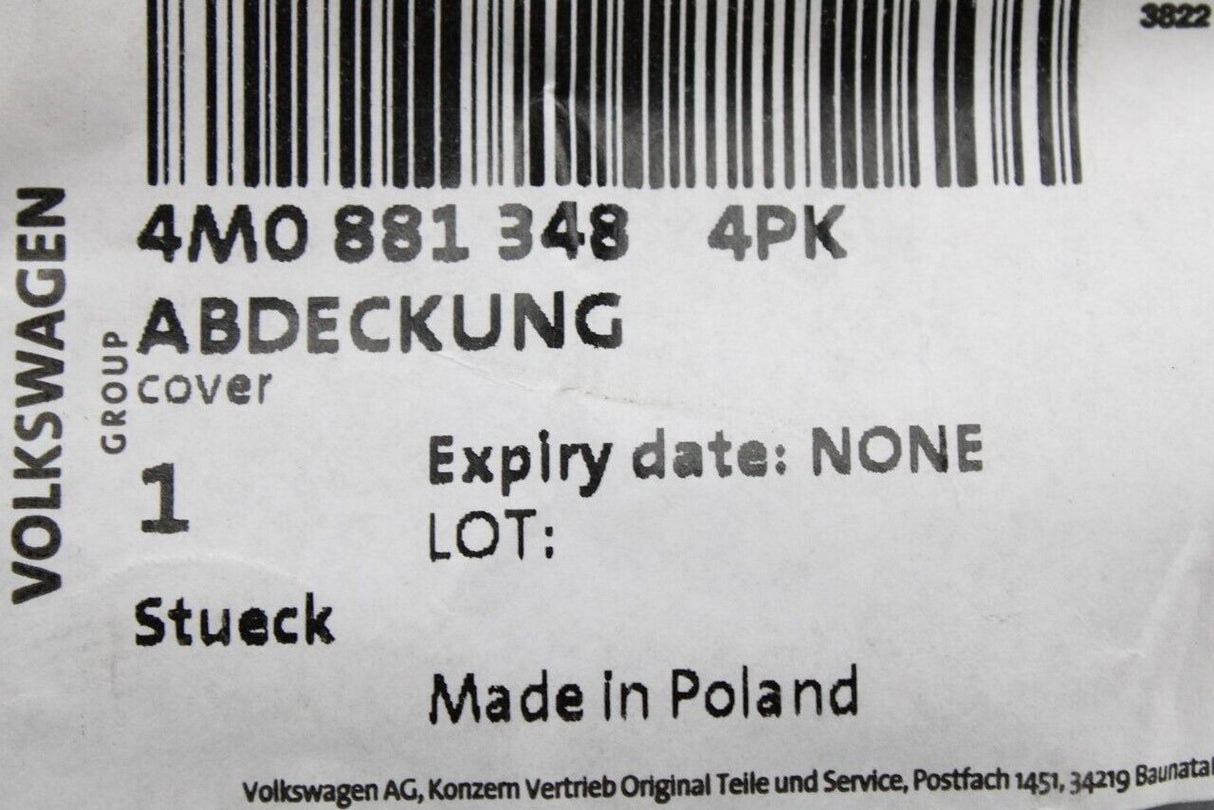 3822
4M0 881 348 4PK
ABDECKUNG
cover
VOLKSWAGEN
GROUP
1
Expiry date: NONE
LOT:
Stueck
Made in Poland
Volkswagen AG, Konzern Vertrieb Original Teile und Service, Postfach 1451, 34219 Baunatal